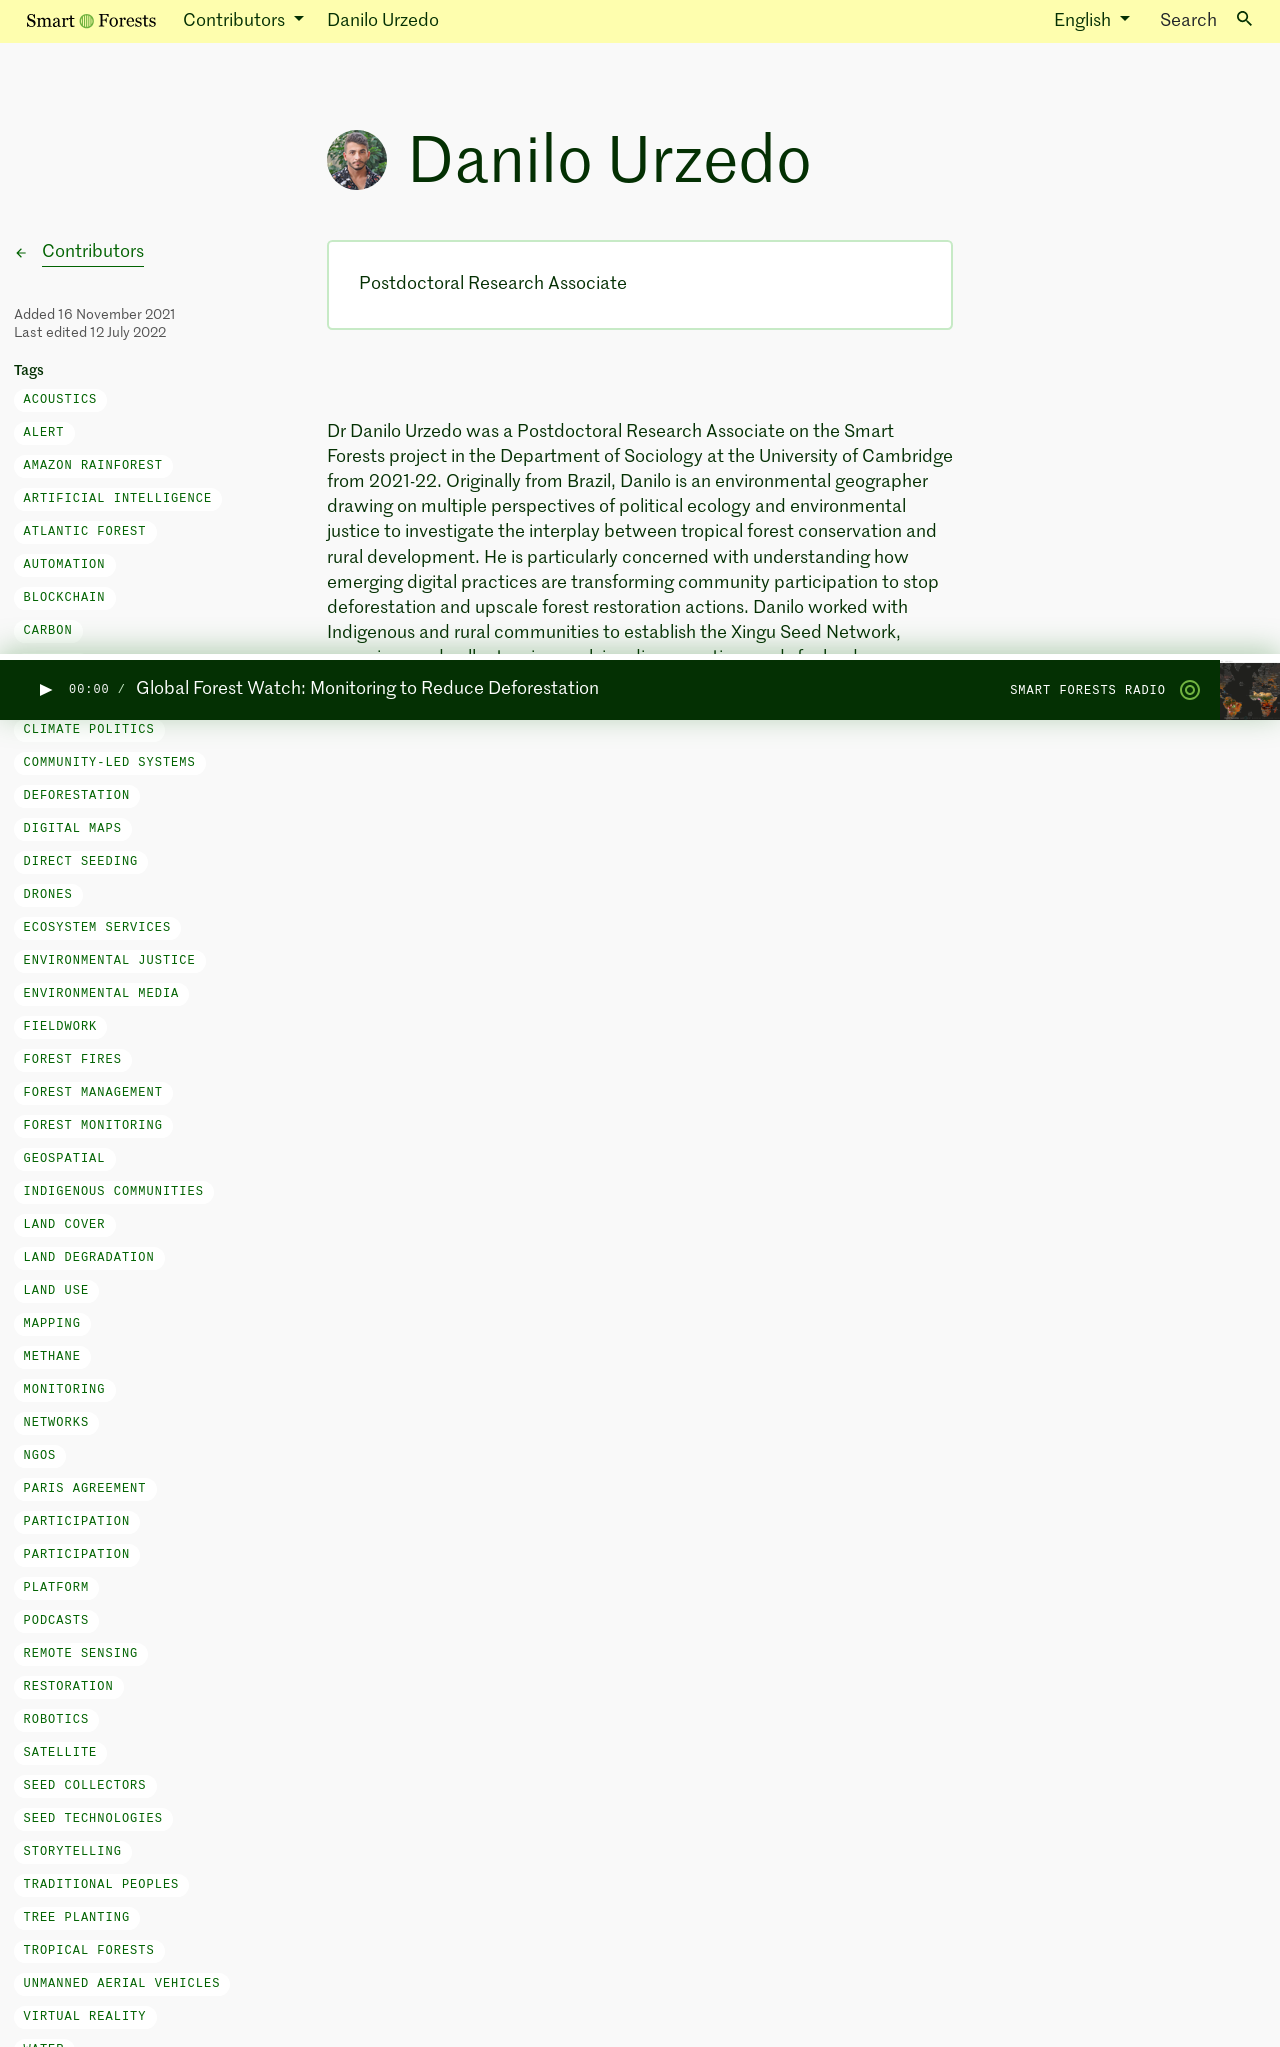 Smart Forests Contributors Danilo Urzedo English Search
Danilo Urzedo
Contributors
Postdoctoral Research Associate
Added 16 November 2021
Last edited 12 July 2022
Tags
ACOUSTICS
ALERT
AMAZON RAINFOREST
ARTIFICIAL INTELLIGENCE
ATLANTIC FOREST
AUTOMATION
BLOCKCHAIN
CARBON
Dr Danilo Urzedo was a Postdoctoral Research Associate on the Smart
Forests project in the Department of Sociology at the University of Cambridge
from 2021-22. Originally from Brazil, Danilo is an environmental geographer
drawing on multiple perspectives of political ecology and environmental
justice to investigate the interplay between tropical forest conservation and
rural development. He is particularly concerned with understanding how
emerging digital practices are transforming community participation to stop
deforestation and upscale forest restoration actions. Danilo worked with
Indigenous and rural communities to establish the Xingu Seed Network,
00:00 / Global Forest Watch: Monitoring to Reduce Deforestation SMART FORESTS RADIO
CLIMATE POLITICS
COMMUNITY-LED SYSTEMS
DEFORESTATION
DIGITAL MAPS
DIRECT SEEDING
DRONES
ECOSYSTEM SERVICES
ENVIRONMENTAL JUSTICE
ENVIRONMENTAL MEDIA
FIELDWORK
FOREST FIRES
FOREST MANAGEMENT
FOREST MONITORING
GEOSPATIAL
INDIGENOUS COMMUNITIES
LAND COVER
LAND DEGRADATION
LAND USE
MAPPING
METHANE
MONITORING
NETWORKS
NGOS
PARIS AGREEMENT
PARTICIPATION
PARTICIPATION
PLATFORM
PODCASTS
REMOTE SENSING
RESTORATION
ROBOTICS
SATELLITE
SEED COLLECTORS
SEED TECHNOLOGIES
STORYTELLING
TRADITIONAL PEOPLES
TREE PLANTING
TROPICAL FORESTS
UNMANNED AERIAL VEHICLES
VIRTUAL REALITY